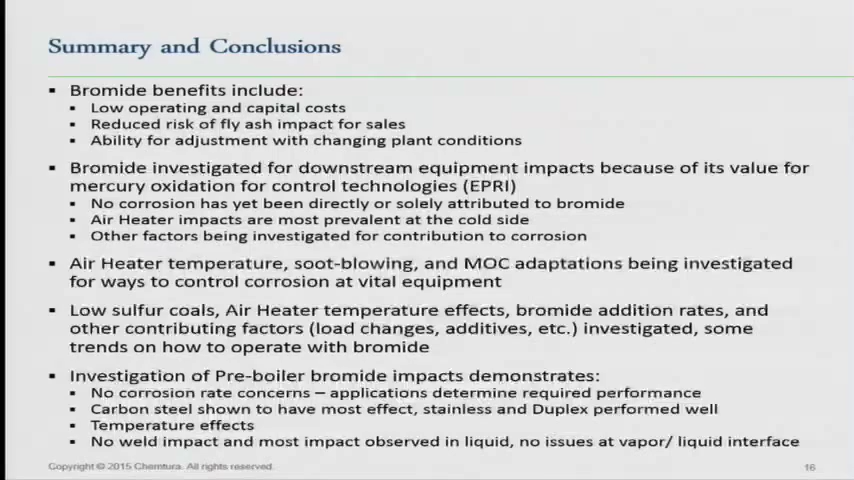 Summary and Conclusions
▪ Bromide benefits include:
▪ Low operating and capital costs
▪ Reduced risk of fly ash impact for sales
▪ Ability for adjustment with changing plant conditions
▪ Bromide investigated for downstream equipment impacts because of its value for
mercury oxidation for control technologies (EPRI)
▪ No corrosion has yet been directly or solely attributed to bromide
▪ Air Heater impacts are most prevalent at the cold side
▪ Other factors being investigated for contribution to corrosion
▪ Air Heater temperature, soot-blowing, and MOC adaptations being investigated
for ways to control corrosion at vital equipment
▪ Low sulfur coals, Air Heater temperature effects, bromide addition rates, and
other contributing factors (load changes, additives, etc.) investigated, some
trends on how to operate with bromide
▪ Investigation of Pre-boiler bromide impacts demonstrates:
▪ No corrosion rate concerns – applications determine required performance
▪ Carbon steel shown to have most effect, stainless and Duplex performed well
▪ Temperature effects
▪ No weld impact and most impact observed in liquid, no issues at vapor/ liquid interface
Copyright © 2015 Chemtura. All rights reserved.
16